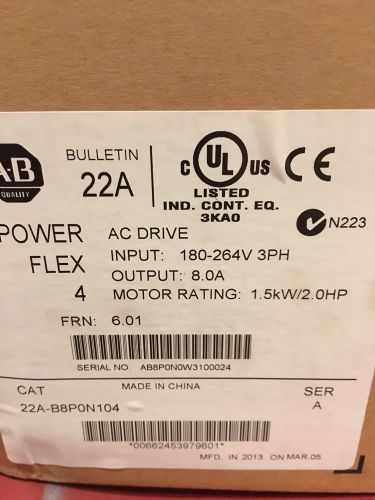 A-B
QUALITY
BULLETIN
22A
C UL US
LISTED
IND. CONT. EQ.
3KA0
CE
N223
POWER
FLEX
4
AC DRIVE
INPUT: 180-264V 3PH
OUTPUT: 8.0A
MOTOR RATING: 1.5kW/2.0HP
FRN: 6.01
SERIAL NO. AB8P0N0W3100024
CAT
MADE IN CHINA
SER
22A-B8P0N104
A
*00662453979601*
MFD. IN 2013 ON MAR.05